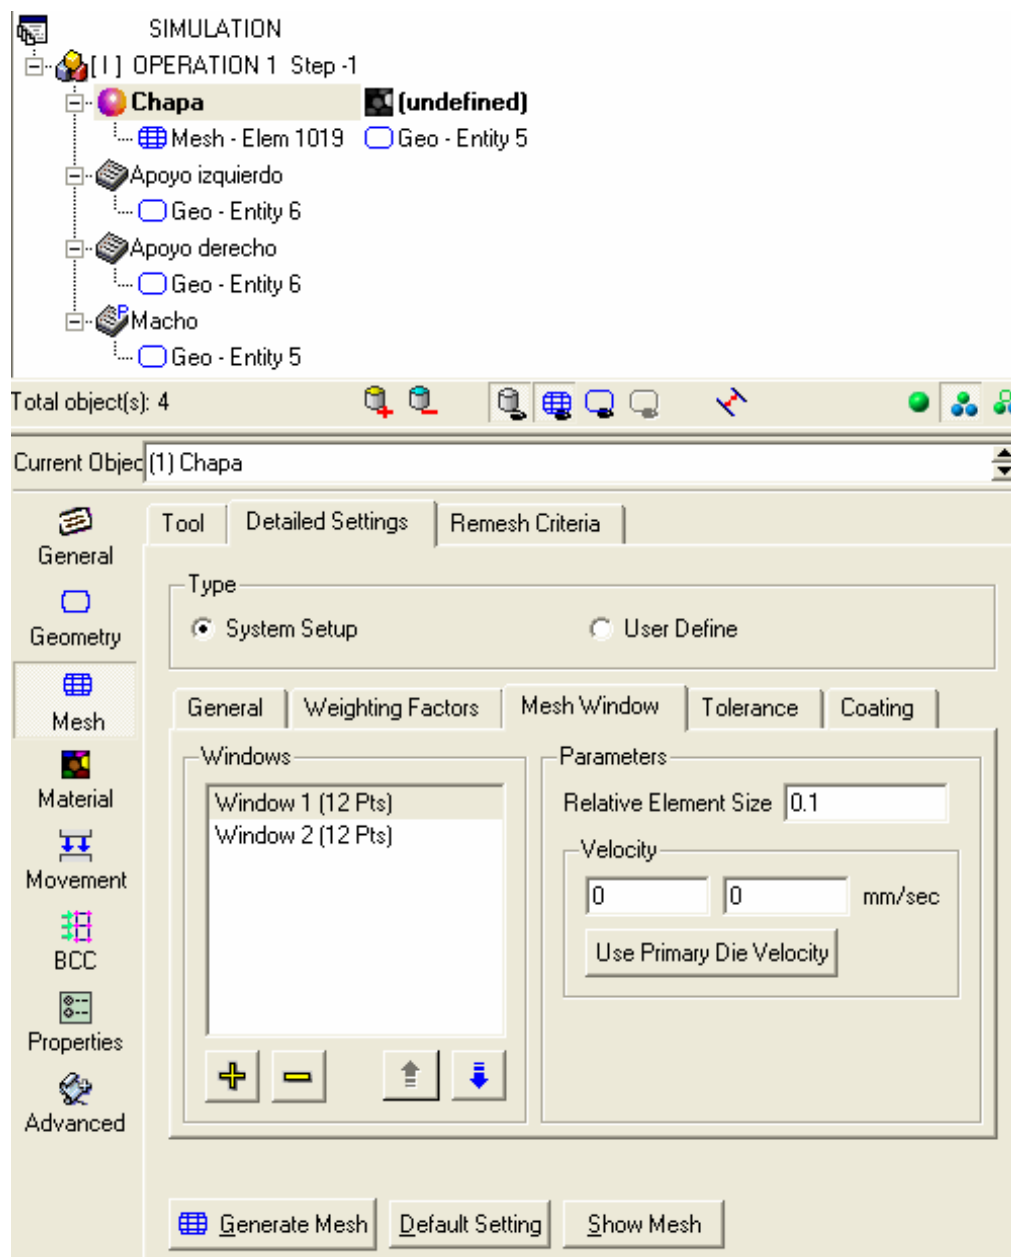 SIMULATION
[I] OPERATION 1 Step -1
Chapa (undefined)
Mesh - Elem 1019 Geo - Entity 5
Apoyo izquierdo
Geo - Entity 6
Apoyo derecho
Geo - Entity 6
P
Macho
Geo - Entity 5
Total object(s): 4
Current Objec (1) Chapa
General
Geometry
Mesh
Material
Movement
BCC
Properties
Advanced
Tool Detailed Settings Remesh Criteria
Type
System Setup User Define
General Weighting Factors Mesh Window Tolerance Coating
Windows
Window 1 (12 Pts)
Window 2 (12 Pts)
Parameters
Relative Element Size 0.1
Velocity
0 0 mm/sec
Use Primary Die Velocity
Generate Mesh Default Setting Show Mesh